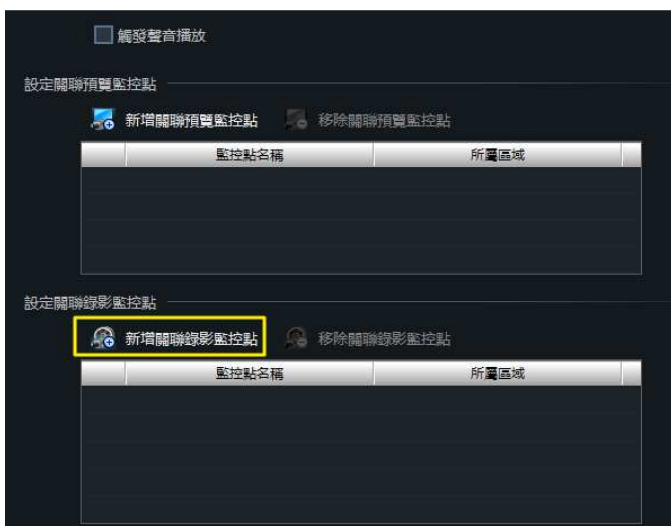 觸發聲音播放
設定關聯預覽監控點
新增關聯預覽監控點 移除關聯預覽監控點
監控點名稱 所屬區域
設定關聯錄影監控點
新增關聯錄影監控點 移除關聯錄影監控點
監控點名稱 所屬區域